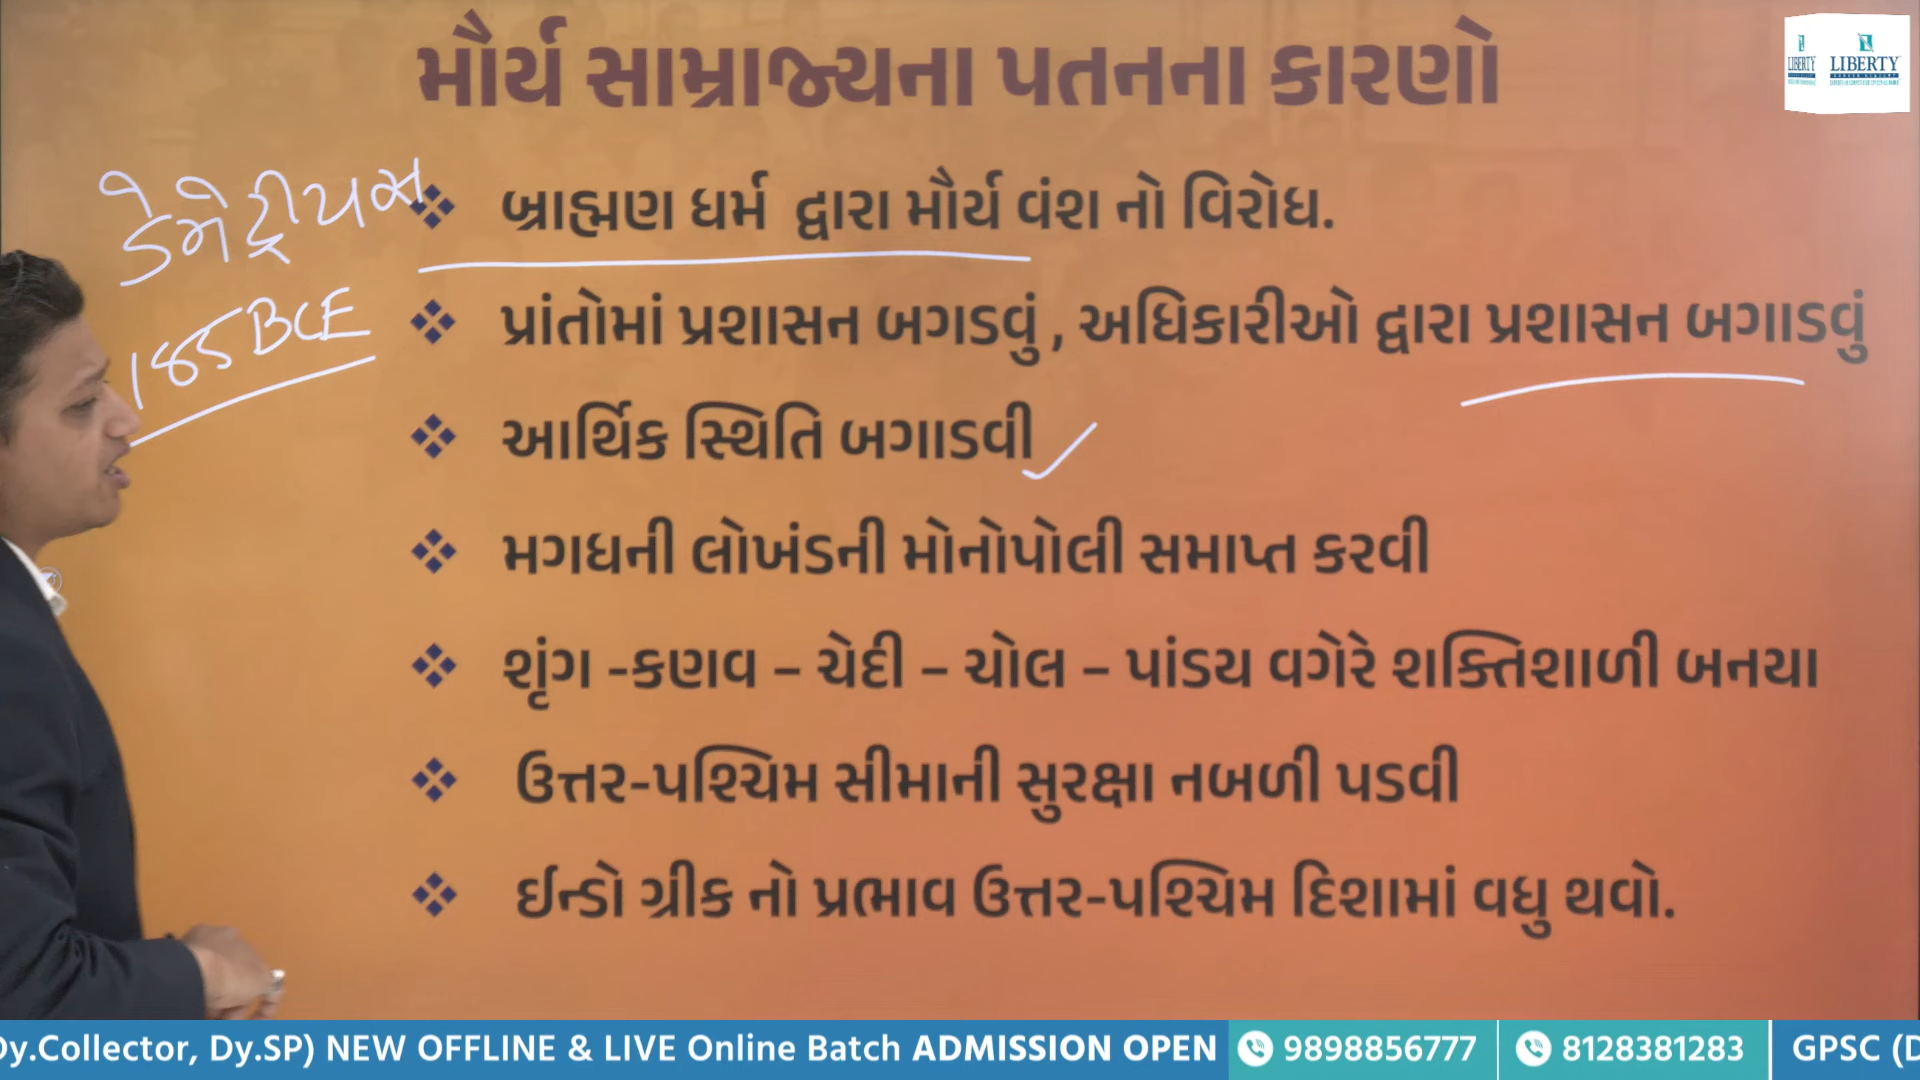 મૌર્ય સામ્રાજ્યના પતનના કારણો
LIBERTY
LIBERTY
ડેમેટ્રીયસ
185 BCE
❖ બ્રાહ્મણ ધર્મ દ્વારા મૌર્ય વંશ નો વિરોધ.
❖ પ્રાંતોમાં પ્રશાસન બગડવું , અધિકારીઓ દ્વારા પ્રશાસન બગાડવું
❖ આર્થિક સ્થિતિ બગાડવી
❖ મગધની લોખંડની મોનોપોલી સમાપ્ત કરવી
❖ શૃંગ -કણવ – ચેદી – ચોલ – પાંડય વગેરે શક્તિશાળી બનયા
❖ ઉત્તર-પશ્ચિમ સીમાની સુરક્ષા નબળી પડવી
❖ ઈન્ડો ગ્રીક નો પ્રભાવ ઉત્તર-પશ્ચિમ દિશામાં વધુ થવો.
Dy.Collector, Dy.SP) NEW OFFLINE & LIVE Online Batch ADMISSION OPEN 9898856777 8128381283 GPSC (D